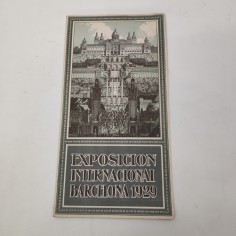 EXPOSICION
INTERNACIONAL
BARCELONA 1929